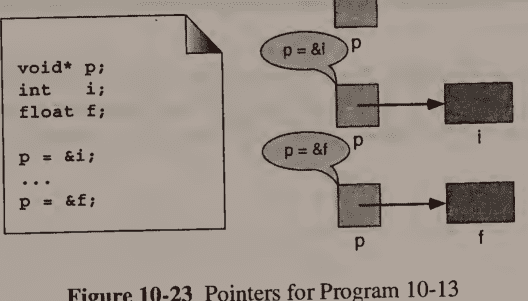 void* p;
int i;
float f;
p = &i;
...
p = &f;
p
p = &i
p
i
p = &f
p
f
Figure 10-23 Pointers for Program 10-13